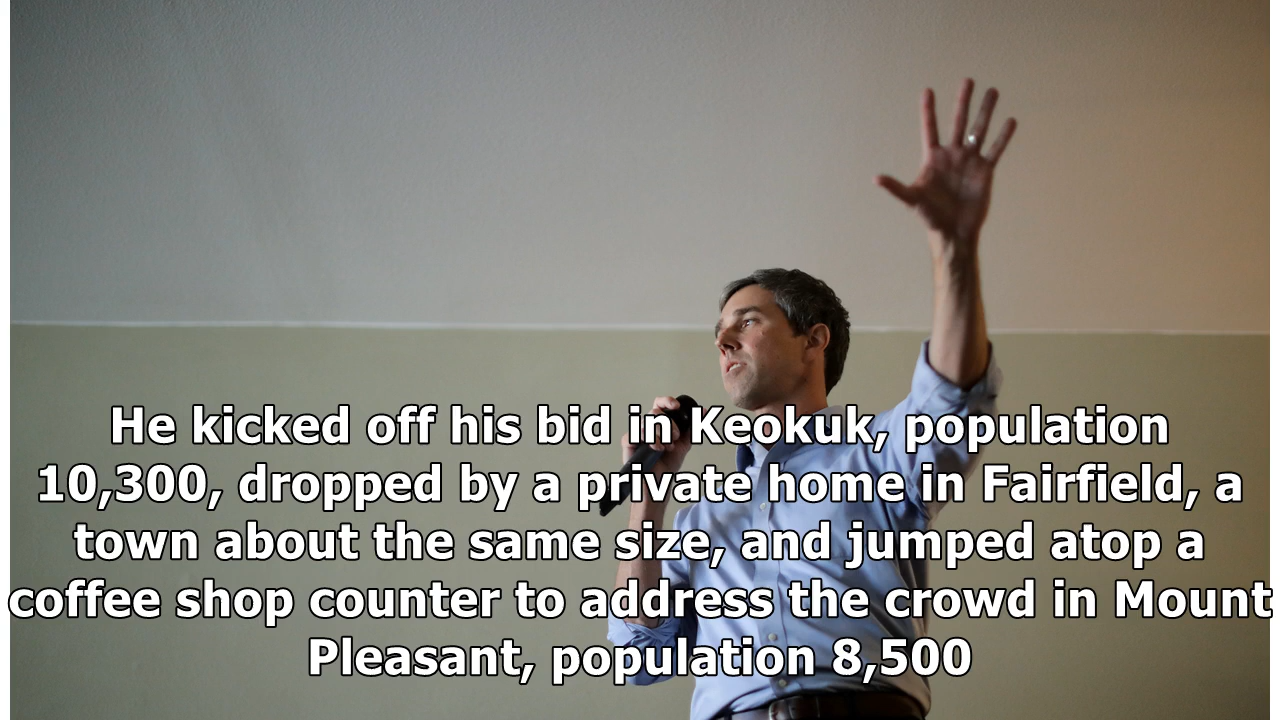 He kicked off his bid in Keokuk, population
10,300, dropped by a private home in Fairfield, a
town about the same size, and jumped atop a
coffee shop counter to address the crowd in Mount
Pleasant, population 8,500